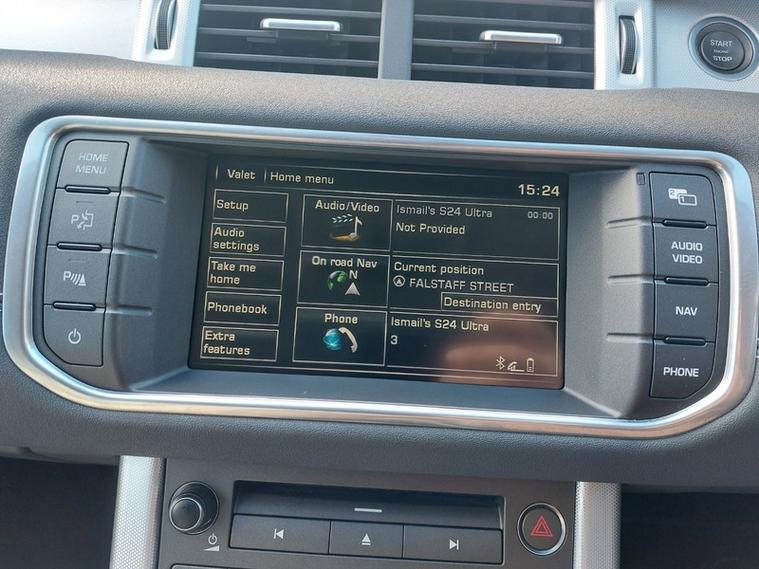 START
STOP
HOME
MENU
Valet
Home menu
15:24
Setup
Audio/Video
Ismail's S24 Ultra
00:00
Not Provided
Audio
settings
On road Nav
N
Current position
FALSTAFF STREET
Destination entry
Take me
home
Phonebook
Phone
Ismail's S24 Ultra
3
Extra
features
P
P
2
1
AUDIO
VIDEO
NAV
PHONE